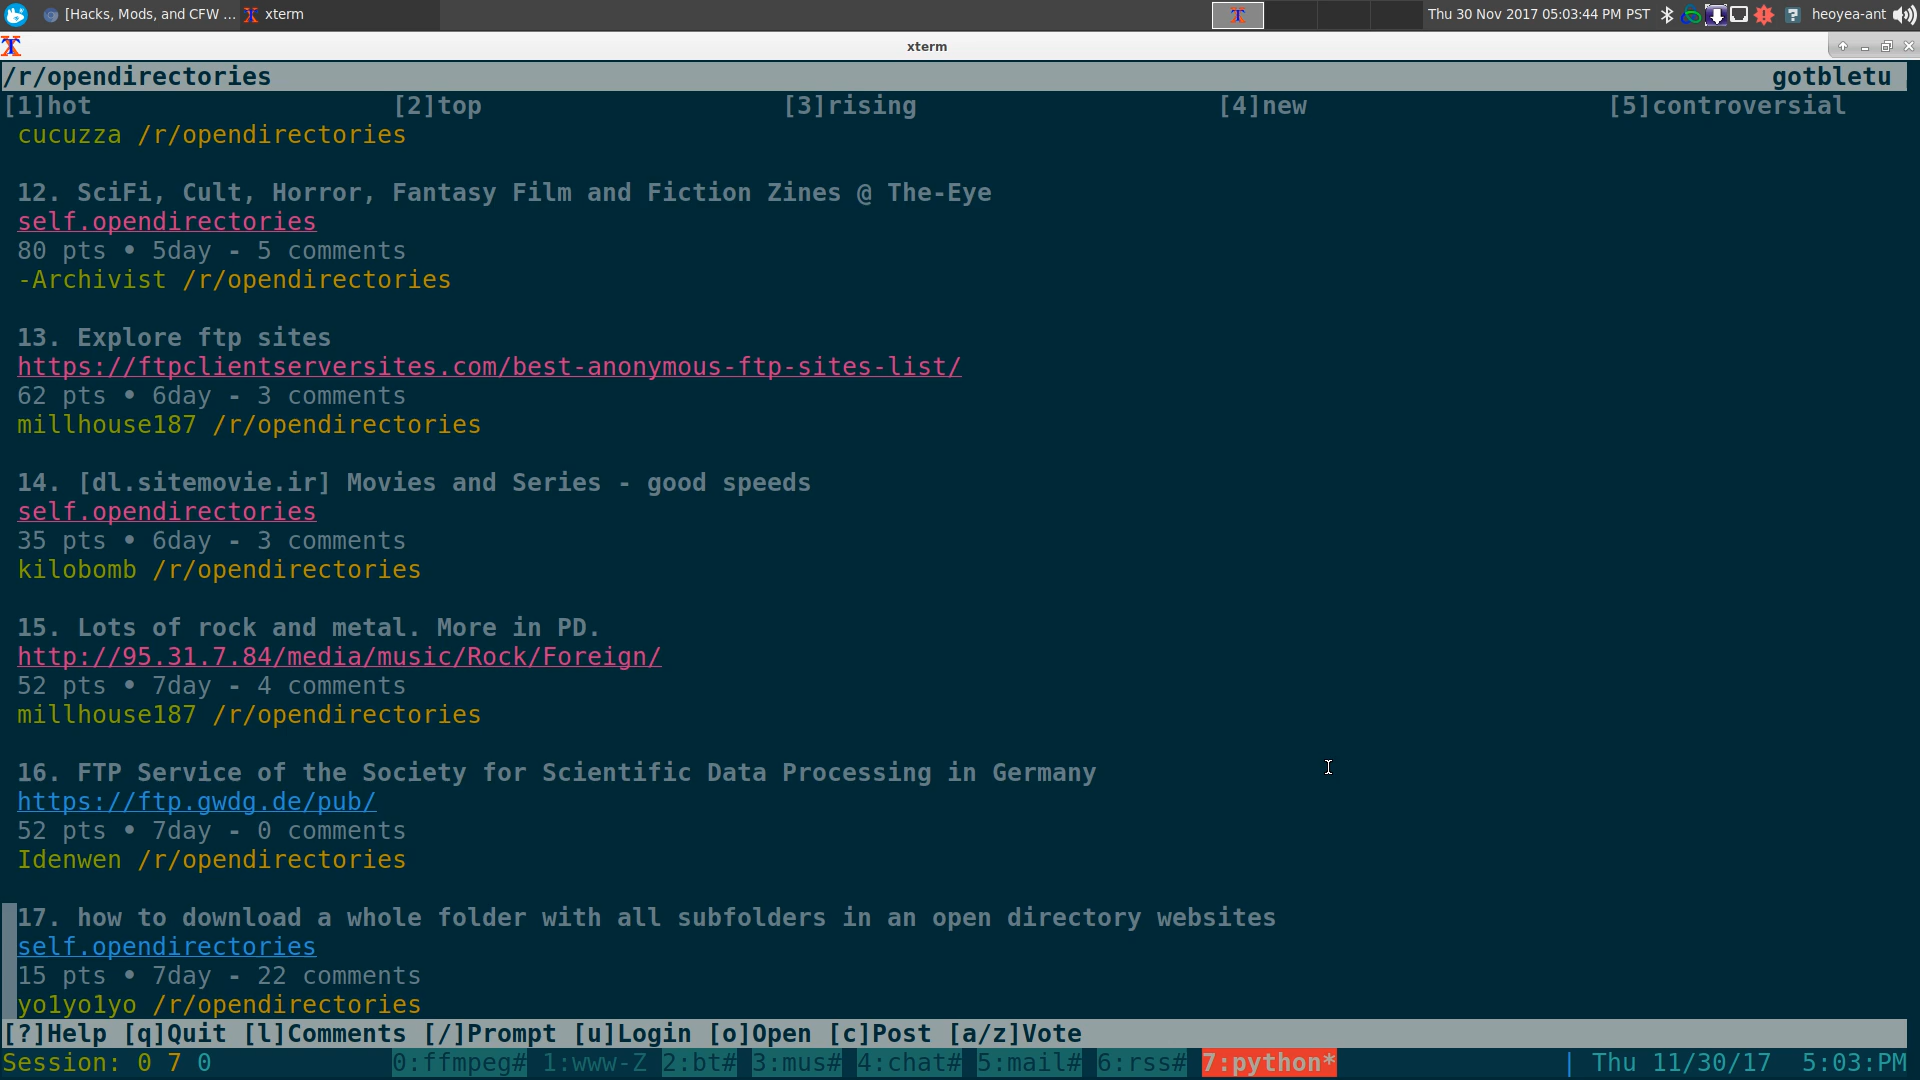 [Hacks, Mods, and CFW ... xterm Thu 30 Nov 2017 05:03:44 PM PST heoyea-ant
xterm
/r/opendirectories gotbletu
[1]hot [2]top [3]rising [4]new [5]controversial
cucuzza /r/opendirectories
12. SciFi, Cult, Horror, Fantasy Film and Fiction Zines @ The-Eye
self.opendirectories
80 pts • 5day - 5 comments
-Archivist /r/opendirectories
13. Explore ftp sites
https://ftpclientserversites.com/best-anonymous-ftp-sites-list/
62 pts • 6day - 3 comments
millhouse187 /r/opendirectories
14. [dl.sitemovie.ir] Movies and Series - good speeds
self.opendirectories
35 pts • 6day - 3 comments
kilobomb /r/opendirectories
15. Lots of rock and metal. More in PD.
http://95.31.7.84/media/music/Rock/Foreign/
52 pts • 7day - 4 comments
millhouse187 /r/opendirectories
16. FTP Service of the Society for Scientific Data Processing in Germany
https://ftp.gwdg.de/pub/
52 pts • 7day - 0 comments
Idenwen /r/opendirectories
17. how to download a whole folder with all subfolders in an open directory websites
self.opendirectories
15 pts • 7day - 22 comments
yo1yo1yo /r/opendirectories
[?]Help [q]Quit [l]Comments [/]Prompt [u]Login [o]Open [c]Post [a/z]Vote
Session: 0 7 0 0:ffmpeg# 1:www-Z 2:bt# 3:mus# 4:chat# 5:mail# 6:rss# 7:python* | Thu 11/30/17 5:03:PM